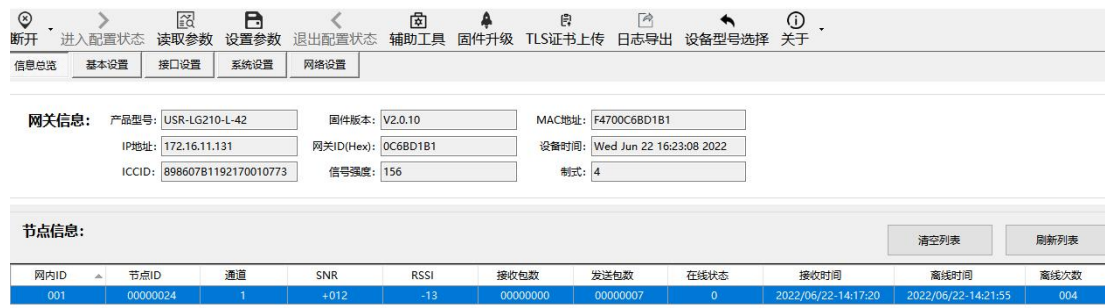 断开 进入配置状态 读取参数 设置参数 退出配置状态 辅助工具 固件升级 TLS证书上传 日志导出 设备型号选择 关于
信息总览 基本设置 接口设置 系统设置 网络设置
网关信息： 产品型号: USR-LG210-L-42 固件版本: V2.0.10 MAC地址: F4700C6BD1B1
IP地址: 172.16.11.131 网关ID(Hex): 0C6BD1B1 设备时间: Wed Jun 22 16:23:08 2022
ICCID: 898607B1192170010773 信号强度: 156 制式: 4
节点信息： 清空列表 刷新列表
网内ID 节点ID 通道 SNR RSSI 接收包数 发送包数 在线状态 接收时间 离线时间 离线次数
001 00000024 1 +012 -13 00000000 00000007 0 2022/06/22-14:17:20 2022/06/22-14:21:55 004